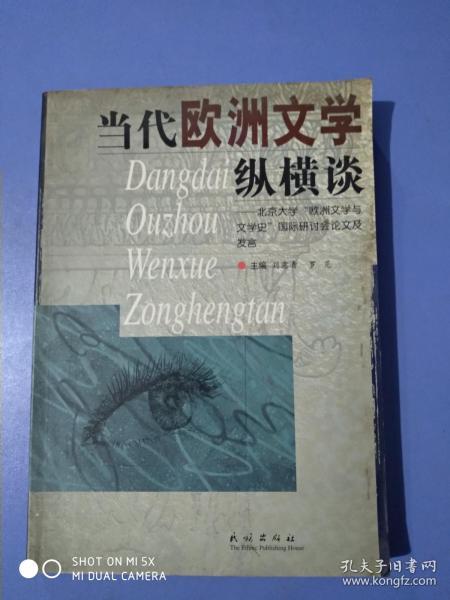 当代欧洲文学
纵横谈
Dangdai
Ouzhou
Wenxue
Zonghengtan
——北京大学“欧洲文学与
文学史”国际研讨会论文及
发言
主编 罗芃
民族出版社
The Ethnic Publishing House
SHOT ON MI 5X
MI DUAL CAMERA
孔夫子旧书网
www.kongfz.com